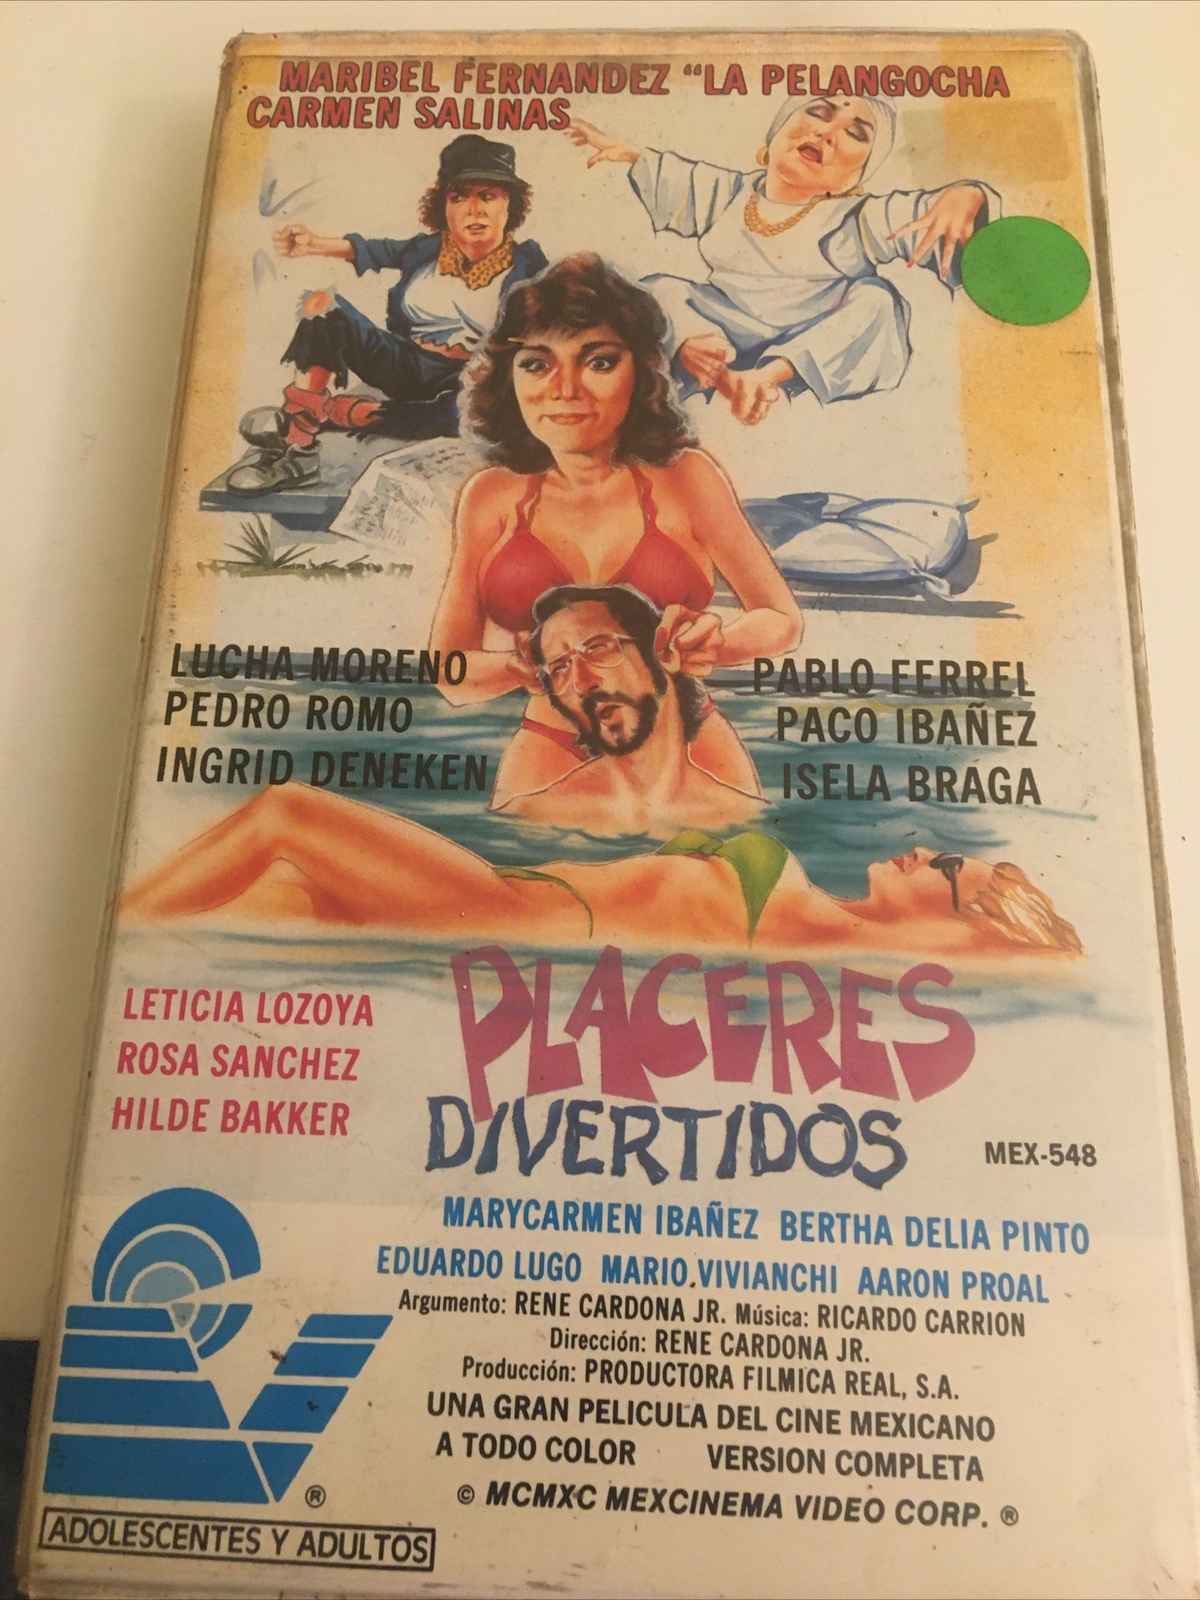 MARIBEL FERNANDEZ “LA PELANGOCHA
CARMEN SALINAS
LUCHA MORENO
PEDRO ROMO
INGRID DENEKEN
PABLO FERREL
PACO IBAÑEZ
ISELA BRAGA
LETICIA LOZOYA
ROSA SANCHEZ
HILDE BAKKER
PLACERES
DIVERTIDOS
MEX-548
MARYCARMEN IBAÑEZ BERTHA DELIA PINTO
EDUARDO LUGO MARIO VIVIANCHI AARON PROAL
Argumento: RENE CARDONA JR. Música: RICARDO CARRION
Dirección: RENE CARDONA JR.
Producción: PRODUCTORA FILMICA REAL, S.A.
UNA GRAN PELICULA DEL CINE MEXICANO
A TODO COLOR VERSION COMPLETA
© MCMXC MEXCINEMA VIDEO CORP. ®
®
ADOLESCENTES Y ADULTOS